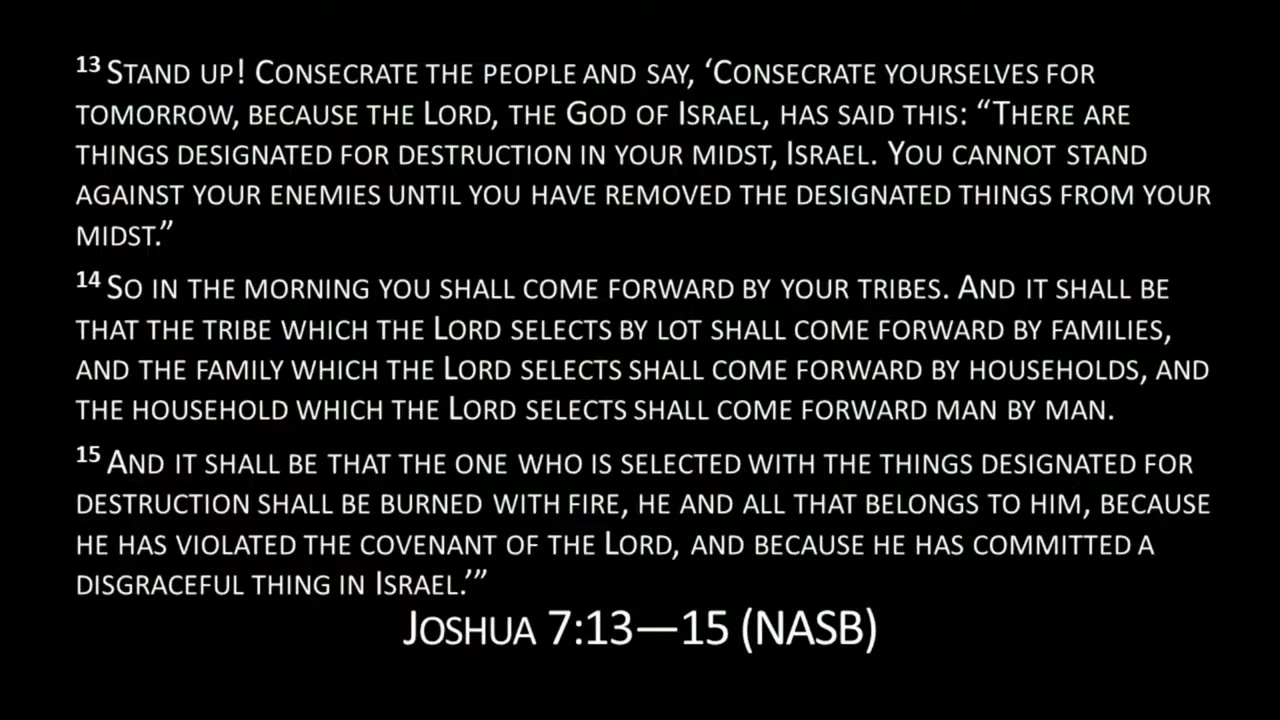 13 Stand up! Consecrate the people and say, ‘Consecrate yourselves for
tomorrow, because the Lord, the God of Israel, has said this: “There are
things designated for destruction in your midst, Israel. You cannot stand
against your enemies until you have removed the designated things from your
midst.”
14 So in the morning you shall come forward by your tribes. And it shall be
that the tribe which the Lord selects by lot shall come forward by families,
and the family which the Lord selects shall come forward by households, and
the household which the Lord selects shall come forward man by man.
15 And it shall be that the one who is selected with the things designated for
destruction shall be burned with fire, he and all that belongs to him, because
he has violated the covenant of the Lord, and because he has committed a
disgraceful thing in Israel.’”
Joshua 7:13—15 (NASB)